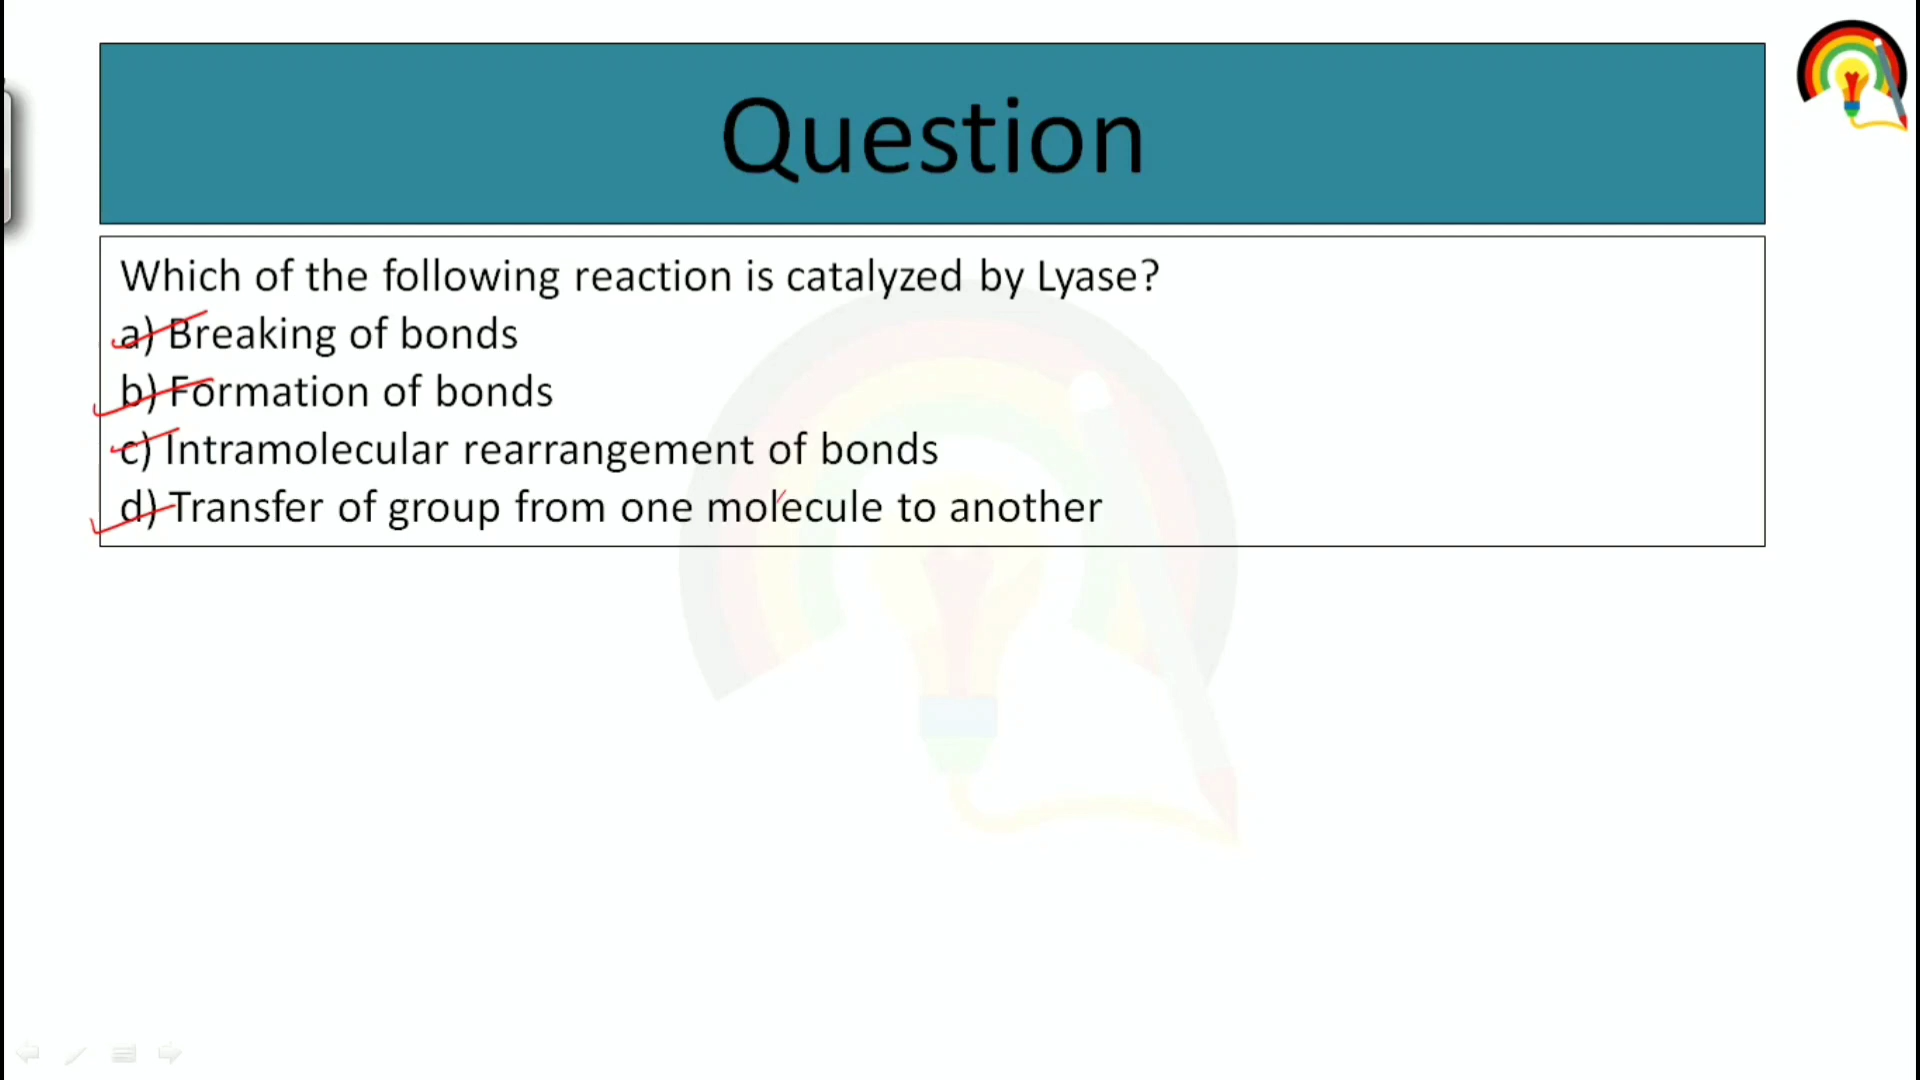 Question
Which of the following reaction is catalyzed by Lyase?
a) Breaking of bonds
b) Formation of bonds
c) Intramolecular rearrangement of bonds
d) Transfer of group from one molecule to another